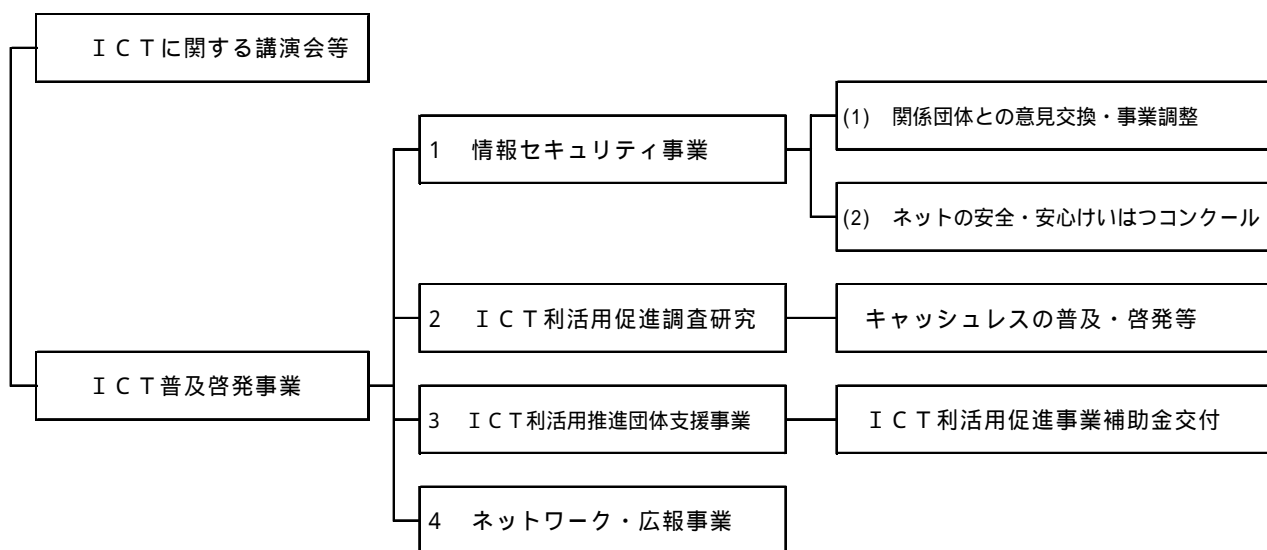 ＩＣＴに関する講演会等
(1)　関係団体との意見交換・事業調整
1　情報セキュリティ事業
(2)　ネットの安全・安心けいはつコンクール
2　ＩＣＴ利活用促進調査研究
キャッシュレスの普及・啓発等
ＩＣＴ普及啓発事業
3　ＩＣＴ利活用推進団体支援事業
ＩＣＴ利活用促進事業補助金交付
4　ネットワーク・広報事業